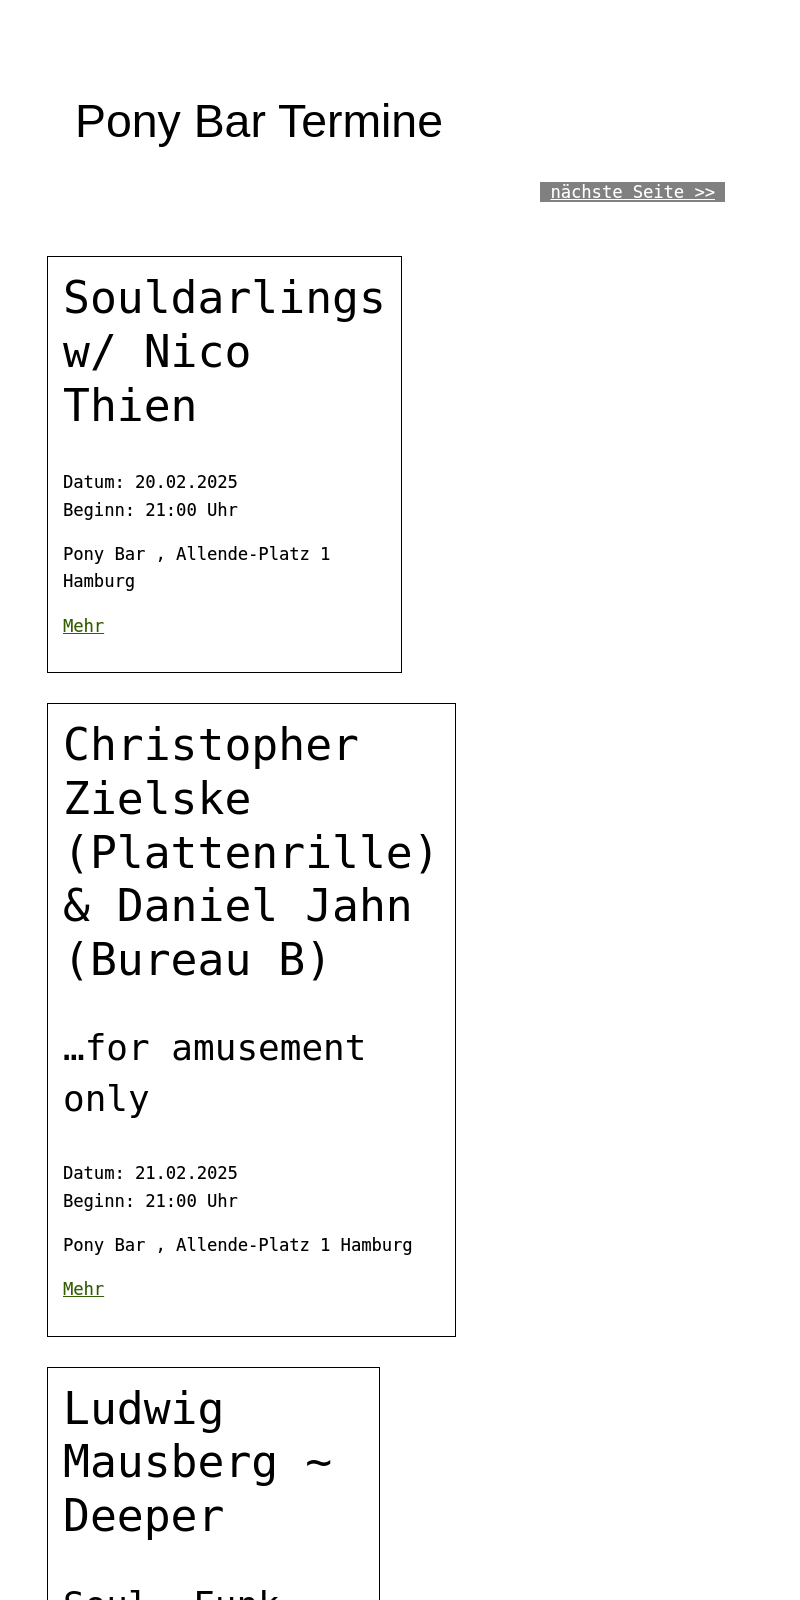 Pony Bar Termine
nächste Seite >>
Souldarlings
w/ Nico
Thien
Datum: 20.02.2025
Beginn: 21:00 Uhr
Pony Bar , Allende-Platz 1
Hamburg
Mehr
Christopher
Zielske
(Plattenrille)
& Daniel Jahn
(Bureau B)
…for amusement
only
Datum: 21.02.2025
Beginn: 21:00 Uhr
Pony Bar , Allende-Platz 1 Hamburg
Mehr
Ludwig
Mausberg ~
Deeper